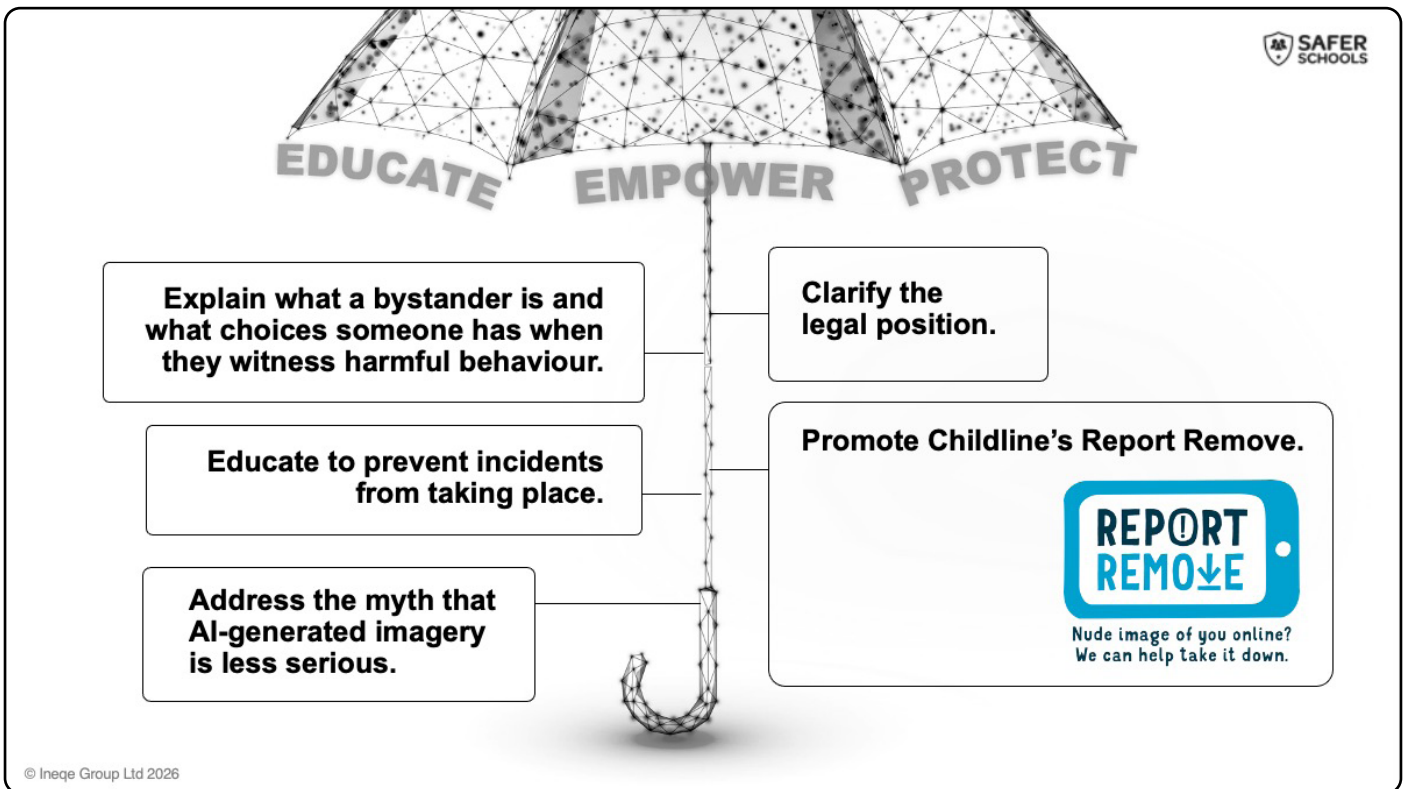 SAFER
SCHOOLS
EDUCATE EMPOWER PROTECT
Explain what a bystander is and
what choices someone has when
they witness harmful behaviour.
Clarify the
legal position.
Educate to prevent incidents
from taking place.
Promote Childline’s Report Remove.
REPORT
REMOVE
Nude image of you online?
We can help take it down.
Address the myth that
AI-generated imagery
is less serious.
© Ineqe Group Ltd 2026